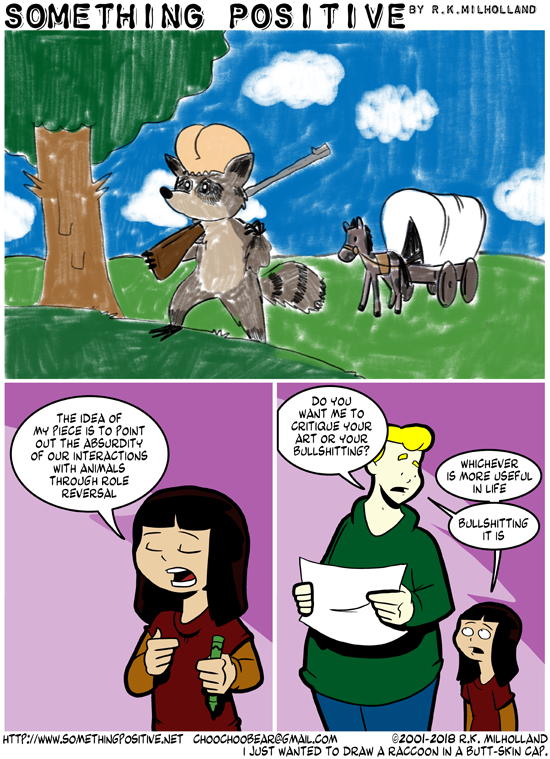 SOMETHING POSITIVE BY R.K.MILHOLLAND
THE IDEA OF
MY PIECE IS TO POINT
OUT THE ABSURDITY
OF OUR INTERACTIONS
WITH ANIMALS
THROUGH ROLE
REVERSAL
DO YOU
WANT ME TO
CRITIQUE YOUR
ART OR YOUR
BULLSHITTING?
WHICHEVER
IS MORE USEFUL
IN LIFE
BULLSHITTING
IT IS
HTTP://WWW.SOMETHINGPOSITIVE.NET CHOOCHOOBEAR@GMAIL.COM ©2001-2018 R.K. MILHOLLAND
I JUST WANTED TO DRAW A RACCOON IN A BUTT-SKIN CAP.